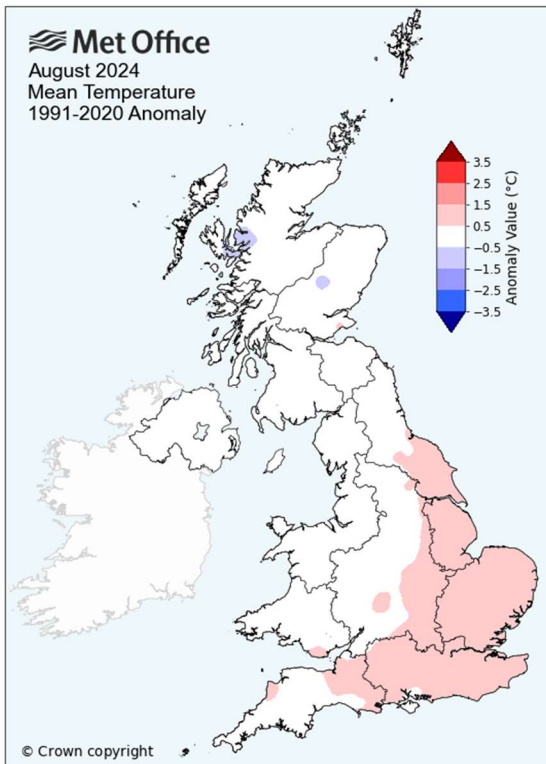 Met Office
August 2024
Mean Temperature
1991-2020 Anomaly
3.5
2.5
1.5
0.5
−0.5
−1.5
−2.5
−3.5
Anomaly Value (°C)
© Crown copyright